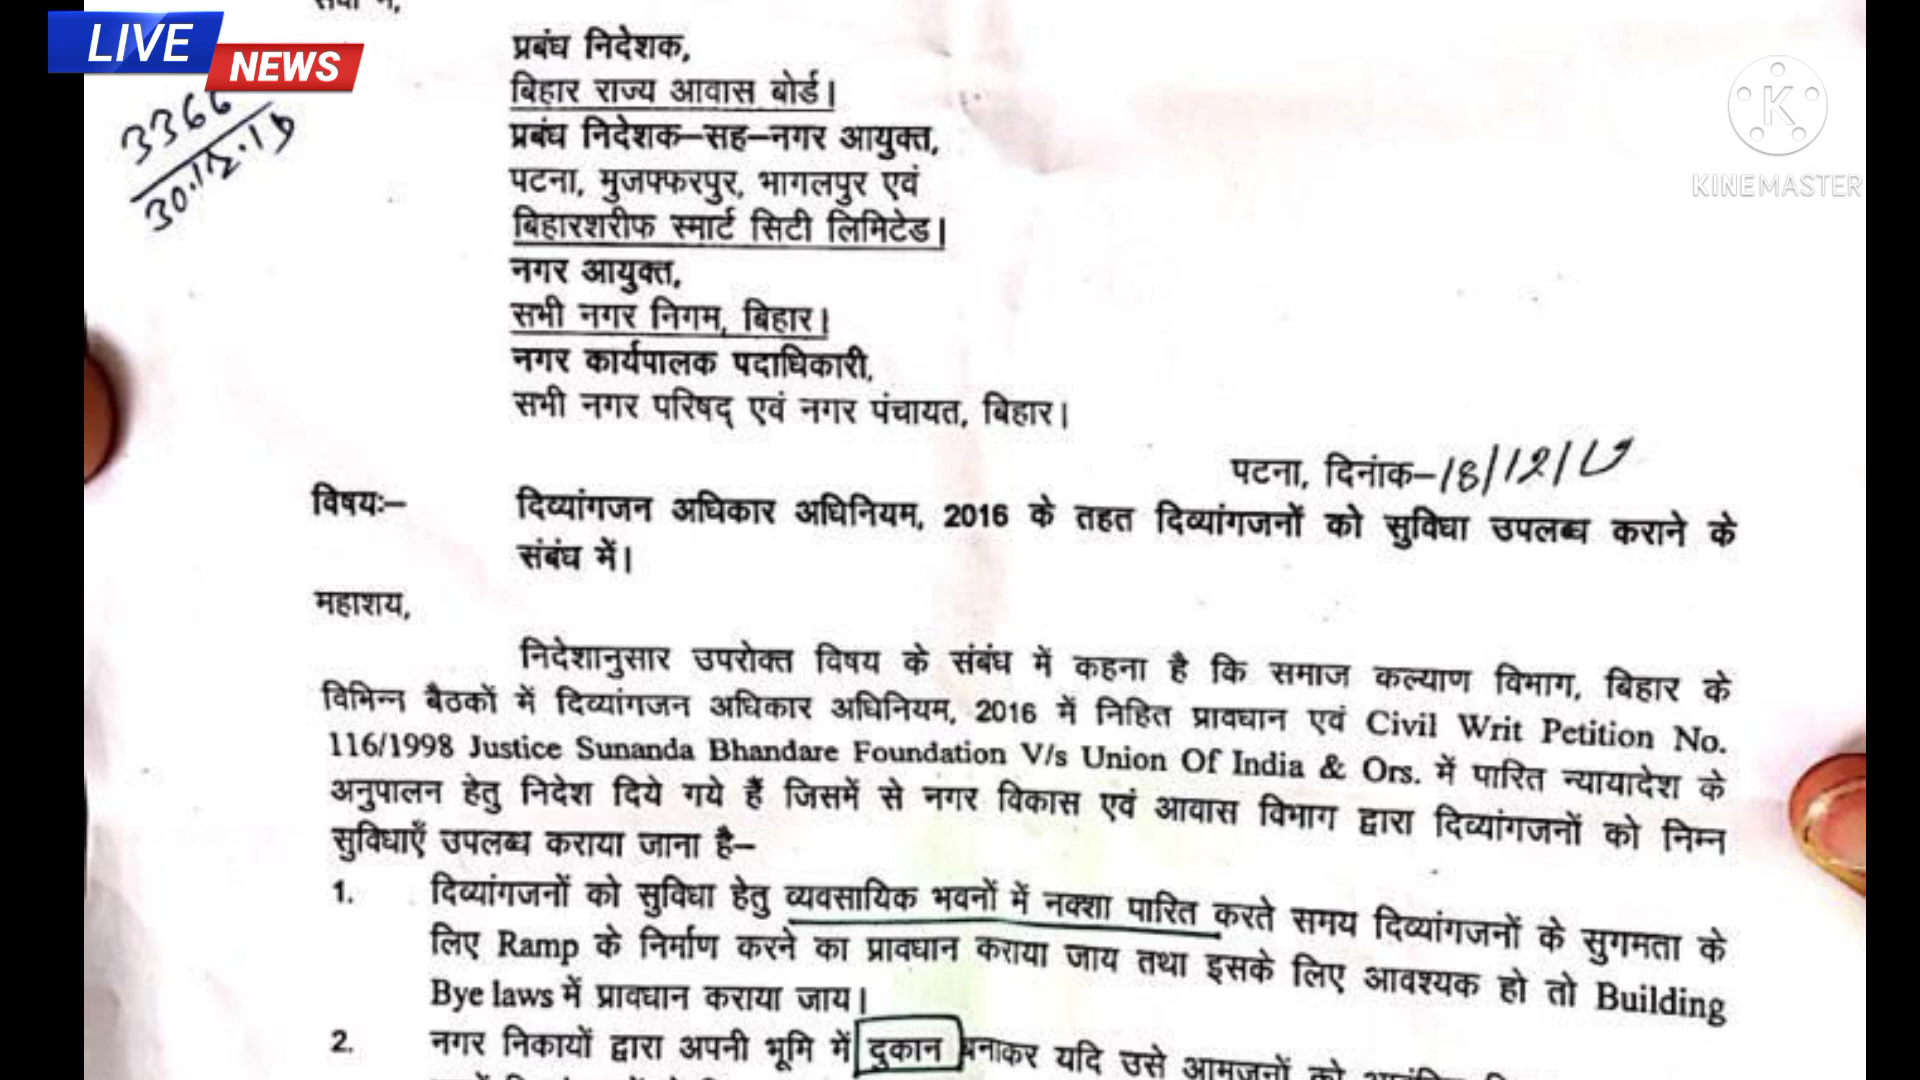 LIVE
NEWS
KINEMASTER
3366
30.12.19
प्रबंध निदेशक,
बिहार राज्य आवास बोर्ड।
प्रबंध निदेशक–सह–नगर आयुक्त,
पटना, मुजफ्फरपुर, भागलपुर एवं
बिहारशरीफ स्मार्ट सिटी लिमिटेड।
नगर आयुक्त,
सभी नगर निगम, बिहार।
नगर कार्यपालक पदाधिकारी,
सभी नगर परिषद् एवं नगर पंचायत, बिहार।
पटना, दिनांक–18/12/19
विषयः– दिव्यांगजन अधिकार अधिनियम, 2016 के तहत दिव्यांगजनों को सुविधा उपलब्ध कराने के
संबंध में।
महाशय,
निदेशानुसार उपरोक्त विषय के संबंध में कहना है कि समाज कल्याण विभाग, बिहार के
विभिन्न बैठकों में दिव्यांगजन अधिकार अधिनियम, 2016 में निहित प्रावधान एवं Civil Writ Petition No.
116/1998 Justice Sunanda Bhandare Foundation V/s Union Of India & Ors. में पारित न्यायादेश के
अनुपालन हेतु निदेश दिये गये हैं जिसमें से नगर विकास एवं आवास विभाग द्वारा दिव्यांगजनों को निम्न
सुविधाएँ उपलब्ध कराया जाना है–
1. दिव्यांगजनों को सुविधा हेतु व्यवसायिक भवनों में नक्शा पारित करते समय दिव्यांगजनों के सुगमता के
लिए Ramp के निर्माण करने का प्रावधान कराया जाय तथा इसके लिए आवश्यक हो तो Building
Bye laws में प्रावधान कराया जाय।
2. नगर निकायों द्वारा अपनी भूमि में दुकान बनाकर यदि उसे आमजनों को